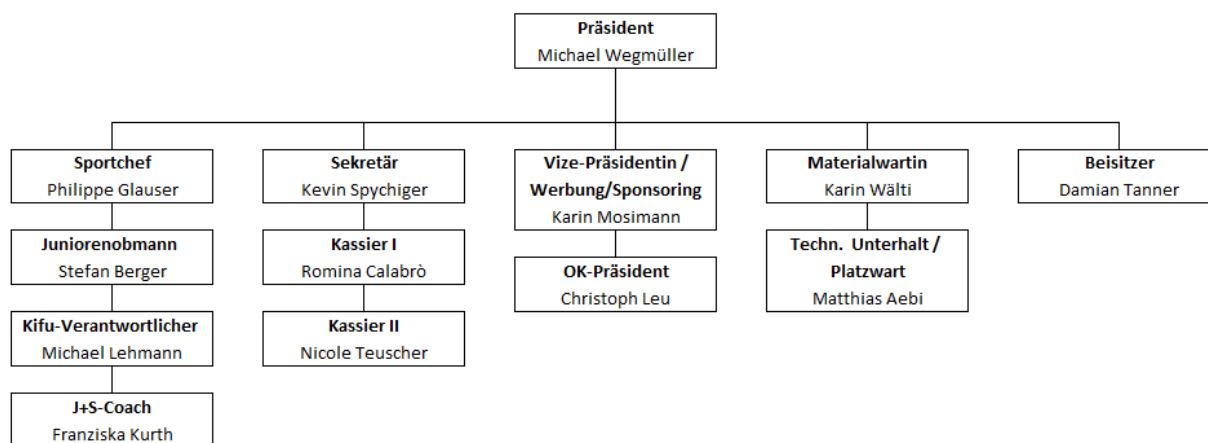 Präsident
Michael Wegmüller
Sportchef
Philippe Glauser
Sekretär
Kevin Spychiger
Vize-Präsidentin /
Werbung/Sponsoring
Karin Mosimann
Materialwartin
Karin Wälti
Beisitzer
Damian Tanner
Juniorenobmann
Stefan Berger
Kassier I
Romina Calabrò
OK-Präsident
Christoph Leu
Techn. Unterhalt /
Platzwart
Matthias Aebi
Kifu-Verantwortlicher
Michael Lehmann
Kassier II
Nicole Teuscher
J+S-Coach
Franziska Kurth